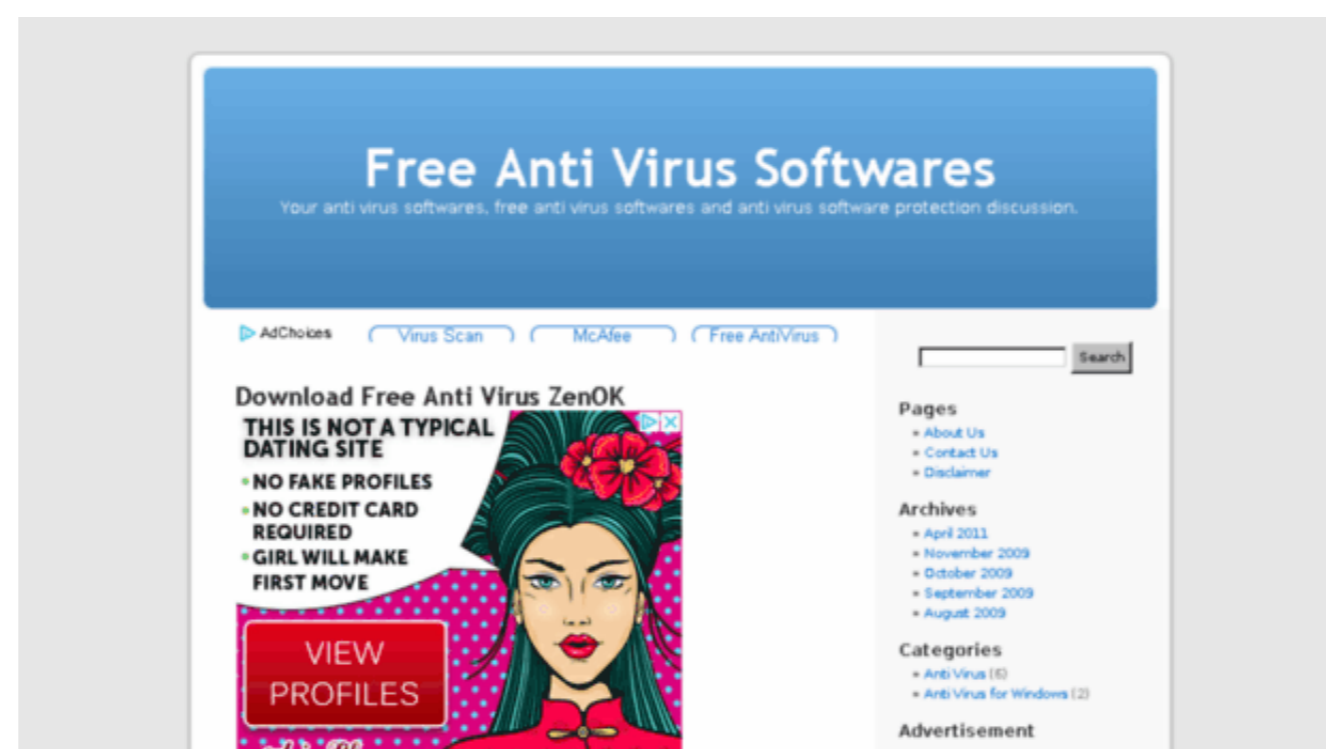 Free Anti Virus Softwares
Your anti virus softwares, free anti virus softwares and anti virus software protection discussion.
AdChoices
Virus Scan
McAfee
Free AntiVirus
Search
Download Free Anti Virus ZenOK
THIS IS NOT A TYPICAL
DATING SITE
• NO FAKE PROFILES
• NO CREDIT CARD
REQUIRED
• GIRL WILL MAKE
FIRST MOVE
VIEW
PROFILES
Pages
About Us
Contact Us
Disclaimer
Archives
April 2011
November 2009
October 2009
September 2009
August 2009
Categories
Anti Virus (6)
Anti Virus for Windows (2)
Advertisement